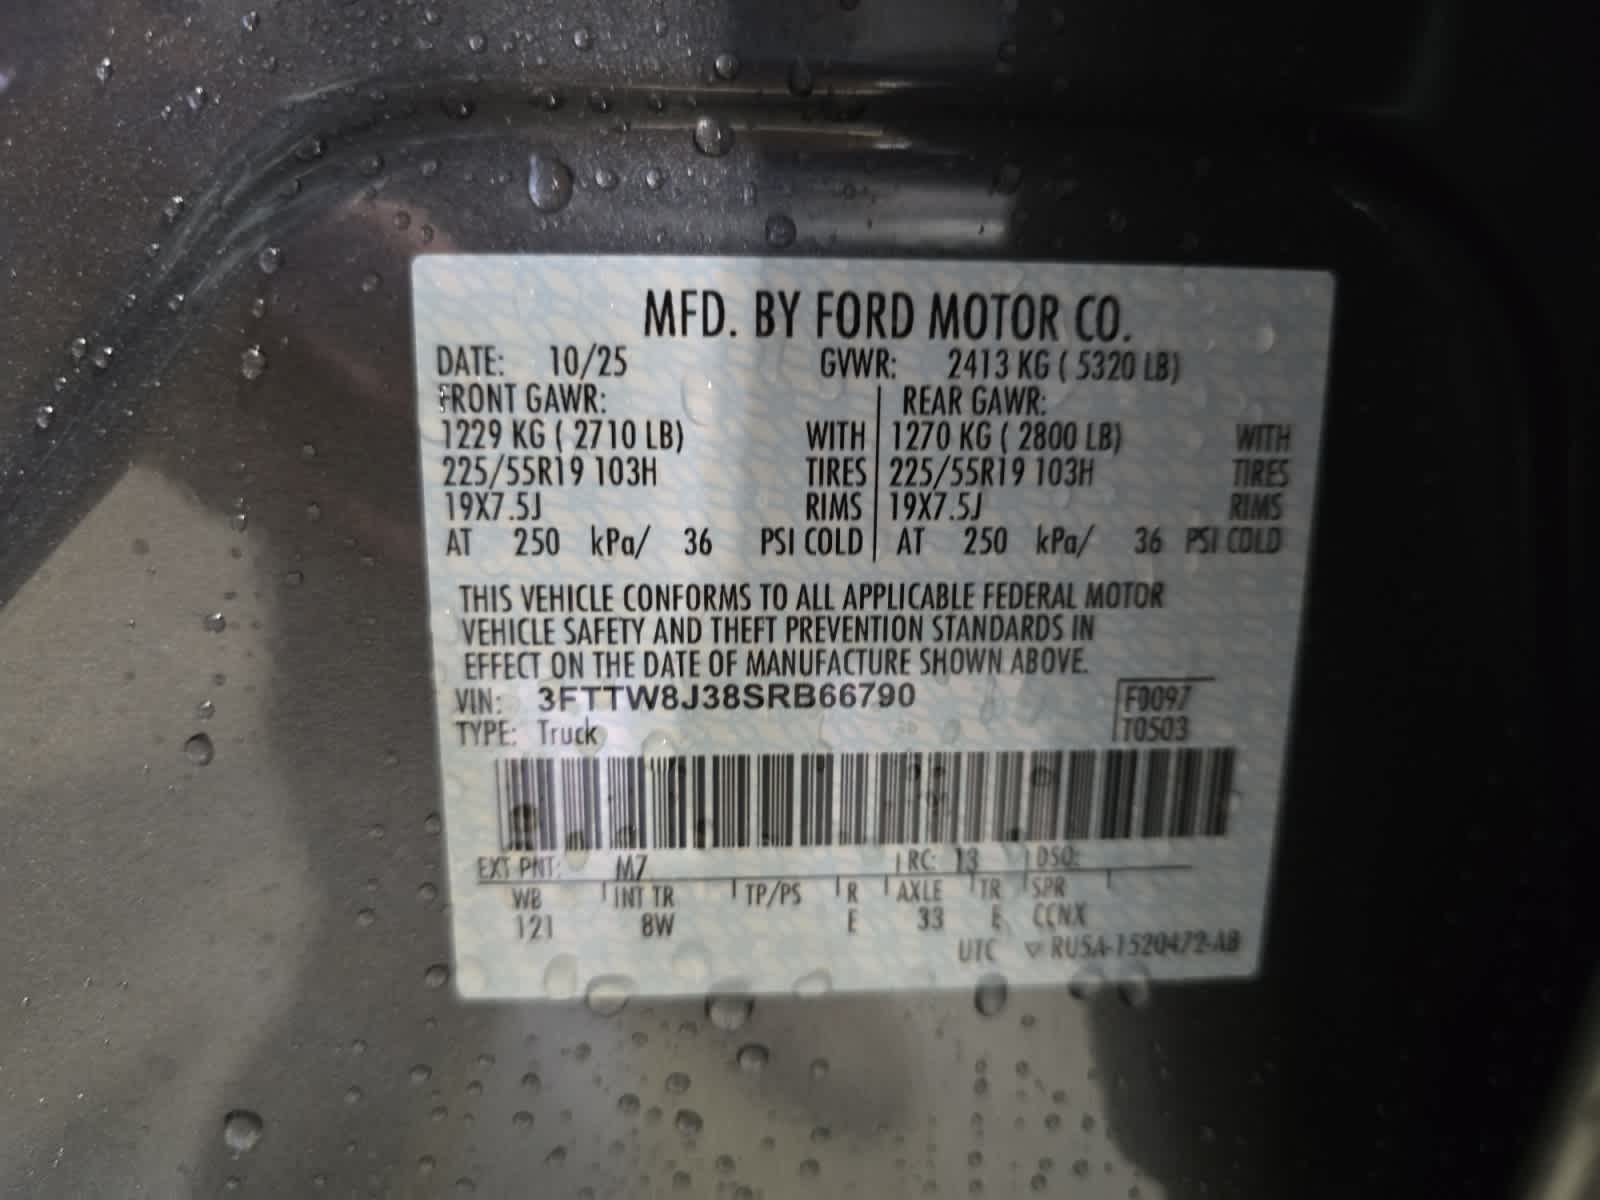 MFD. BY FORD MOTOR CO.
DATE: 10/25 GVWR: 2413 KG ( 5320 LB)
FRONT GAWR: REAR GAWR:
1229 KG ( 2710 LB) WITH 1270 KG ( 2800 LB) WITH
225/55R19 103H TIRES 225/55R19 103H TIRES
19X7.5J RIMS 19X7.5J RIMS
AT 250 kPa/ 36 PSI COLD AT 250 kPa/ 36 PSI COLD
THIS VEHICLE CONFORMS TO ALL APPLICABLE FEDERAL MOTOR
VEHICLE SAFETY AND THEFT PREVENTION STANDARDS IN
EFFECT ON THE DATE OF MANUFACTURE SHOWN ABOVE.
VIN: 3FTTW8J38SRB66790 F0097
TYPE: Truck T0503
EXT PNT: M7 RC: 13 DSO:
WB INT TR TP/PS R AXLE TR SPR
121 8W E 33 E CCNX
UTC ▽ RU5A-1520472-AB